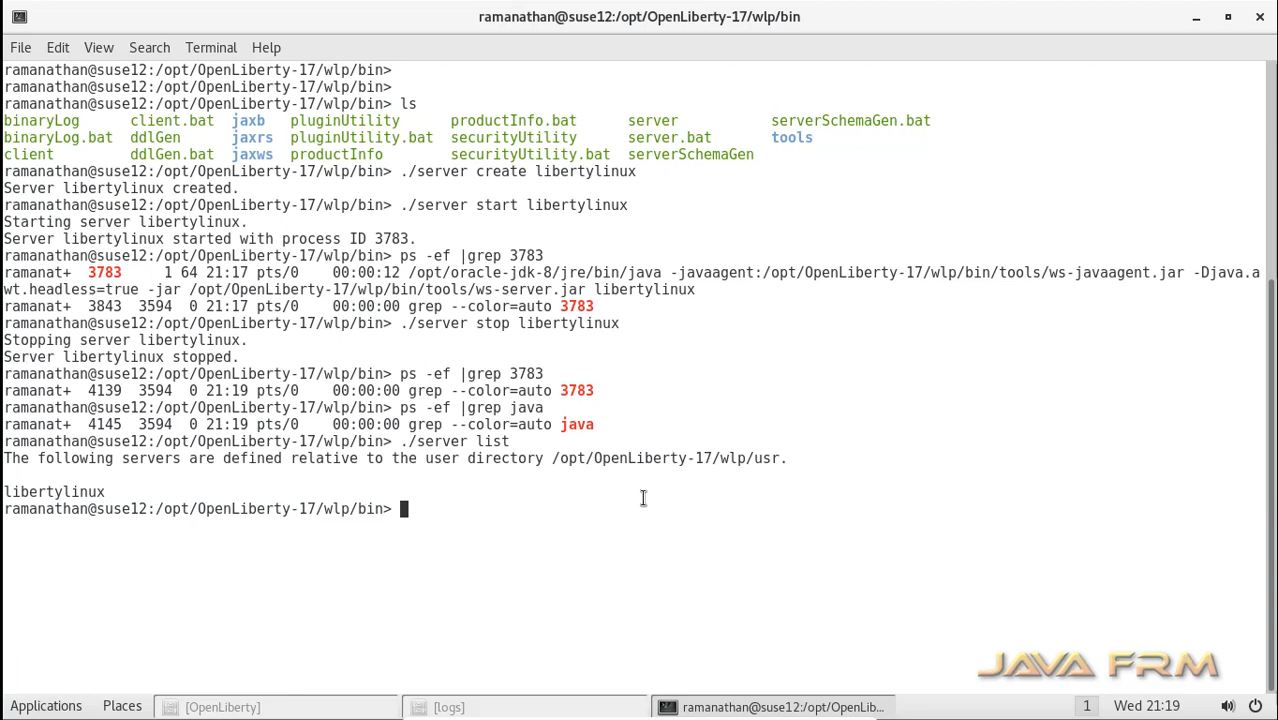 ramanathan@suse12:/opt/OpenLiberty-17/wlp/bin
File Edit View Search Terminal Help
ramanathan@suse12:/opt/OpenLiberty-17/wlp/bin>
ramanathan@suse12:/opt/OpenLiberty-17/wlp/bin>
ramanathan@suse12:/opt/OpenLiberty-17/wlp/bin> ls
binaryLog client.bat jaxb pluginUtility productInfo.bat server serverSchemaGen.bat
binaryLog.bat ddlGen jaxrs pluginUtility.bat securityUtility server.bat tools
client ddlGen.bat jaxws productInfo securityUtility.bat serverSchemaGen
ramanathan@suse12:/opt/OpenLiberty-17/wlp/bin> ./server create libertylinux
Server libertylinux created.
ramanathan@suse12:/opt/OpenLiberty-17/wlp/bin> ./server start libertylinux
Starting server libertylinux.
Server libertylinux started with process ID 3783.
ramanathan@suse12:/opt/OpenLiberty-17/wlp/bin> ps -ef |grep 3783
ramanat+ 3783 1 64 21:17 pts/0 00:00:12 /opt/oracle-jdk-8/jre/bin/java -javaagent:/opt/OpenLiberty-17/wlp/bin/tools/ws-javaagent.jar -Djava.a
wt.headless=true -jar /opt/OpenLiberty-17/wlp/bin/tools/ws-server.jar libertylinux
ramanat+ 3843 3594 0 21:17 pts/0 00:00:00 grep --color=auto 3783
ramanathan@suse12:/opt/OpenLiberty-17/wlp/bin> ./server stop libertylinux
Stopping server libertylinux.
Server libertylinux stopped.
ramanathan@suse12:/opt/OpenLiberty-17/wlp/bin> ps -ef |grep 3783
ramanat+ 4139 3594 0 21:19 pts/0 00:00:00 grep --color=auto 3783
ramanathan@suse12:/opt/OpenLiberty-17/wlp/bin> ps -ef |grep java
ramanat+ 4145 3594 0 21:19 pts/0 00:00:00 grep --color=auto java
ramanathan@suse12:/opt/OpenLiberty-17/wlp/bin> ./server list
The following servers are defined relative to the user directory /opt/OpenLiberty-17/wlp/usr.
libertylinux
ramanathan@suse12:/opt/OpenLiberty-17/wlp/bin>
JAVA FRM
Applications Places [OpenLiberty] [logs] ramanathan@suse12:/opt/OpenLib... 1 Wed 21:19